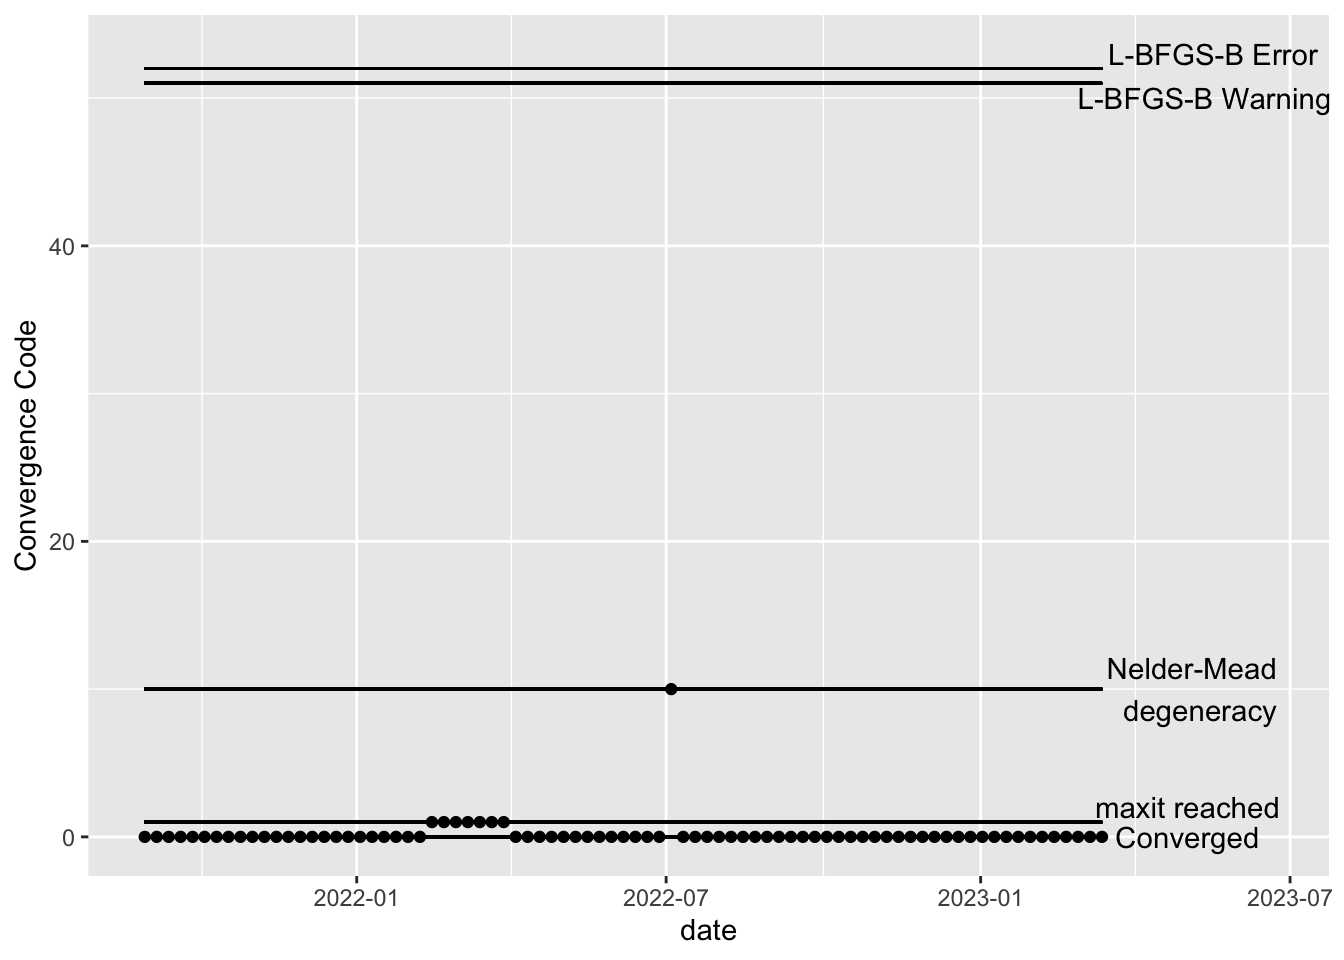 L-BFGS-B Error
L-BFGS-B Warning
40
Convergence Code
20
Nelder-Mead
degeneracy
maxit reached
0
Converged
2022-01
2022-07
2023-01
2023-07
date